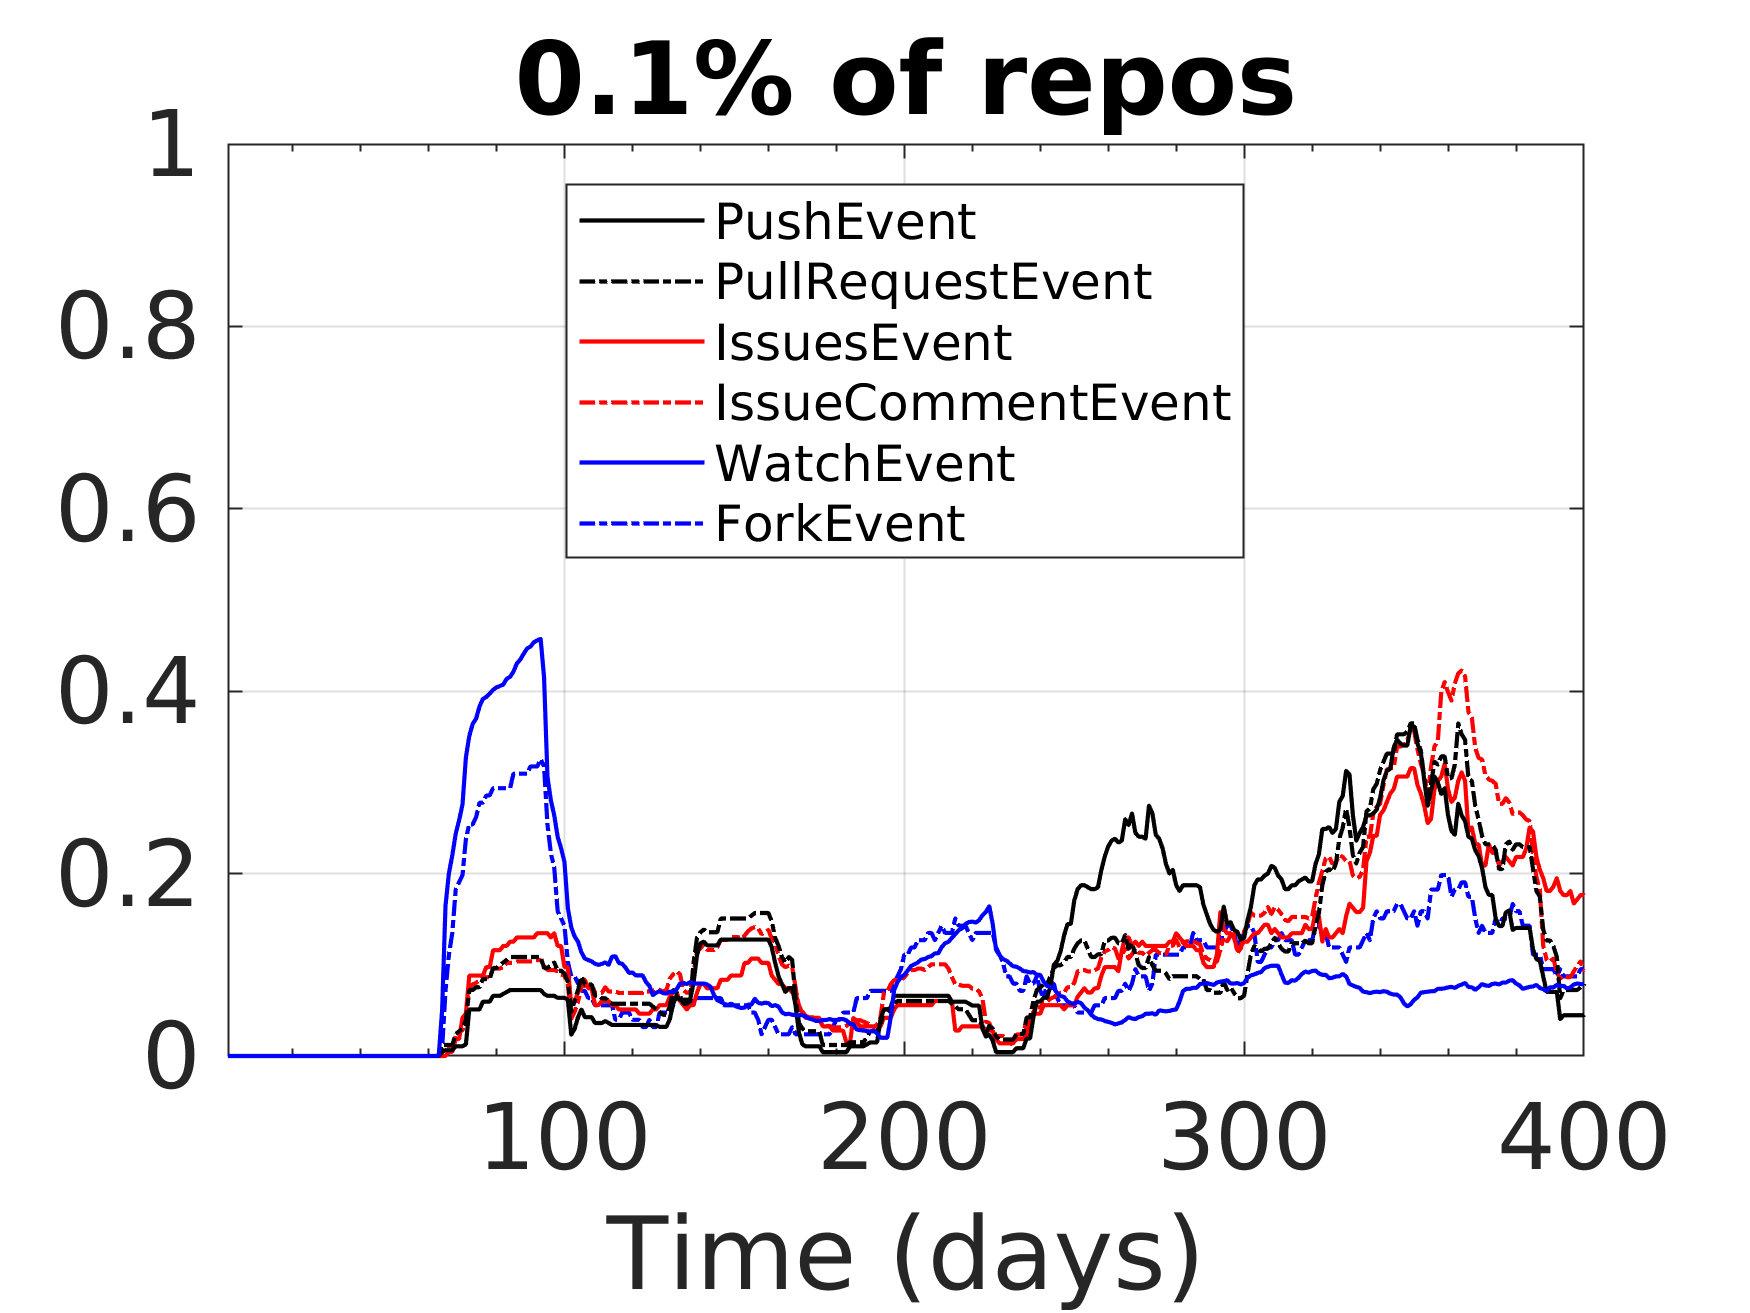 0.1% of repos
1
0.8
0.6
0.4
0.2
0
PushEvent
PullRequestEvent
IssuesEvent
IssueCommentEvent
WatchEvent
ForkEvent
100 200 300 400
Time (days)